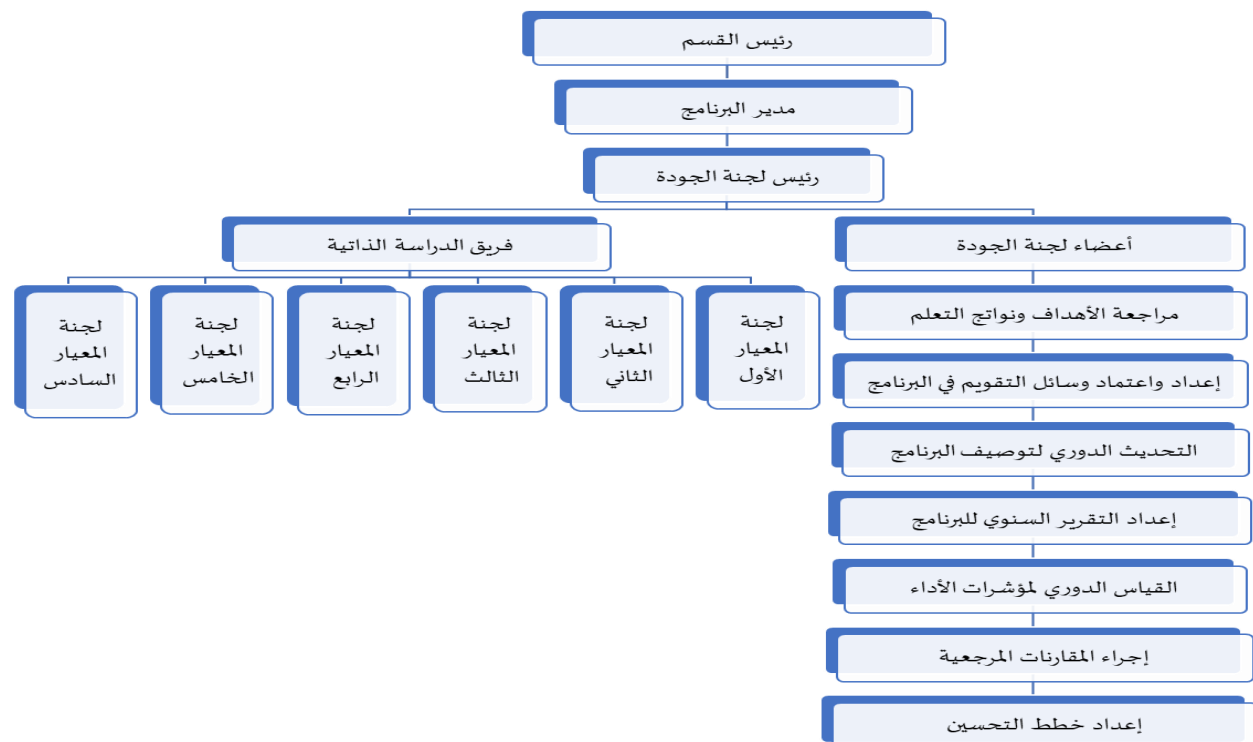 رئيس القسم
مدير البرنامج
رئيس لجنة الجودة
أعضاء لجنة الجودة
مراجعة الأهداف ونواتج التعلم
إعداد واعتماد وسائل التقويم في البرنامج
التحديث الدوري لتوصيف البرنامج
إعداد التقرير السنوي للبرنامج
القياس الدوري لمؤشرات الأداء
إجراء المقارنات المرجعية
إعداد خطط التحسين
فريق الدراسة الذاتية
لجنة
المعيار
الأول
لجنة
المعيار
الثاني
لجنة
المعيار
الثالث
لجنة
المعيار
الرابع
لجنة
المعيار
الخامس
لجنة
المعيار
السادس